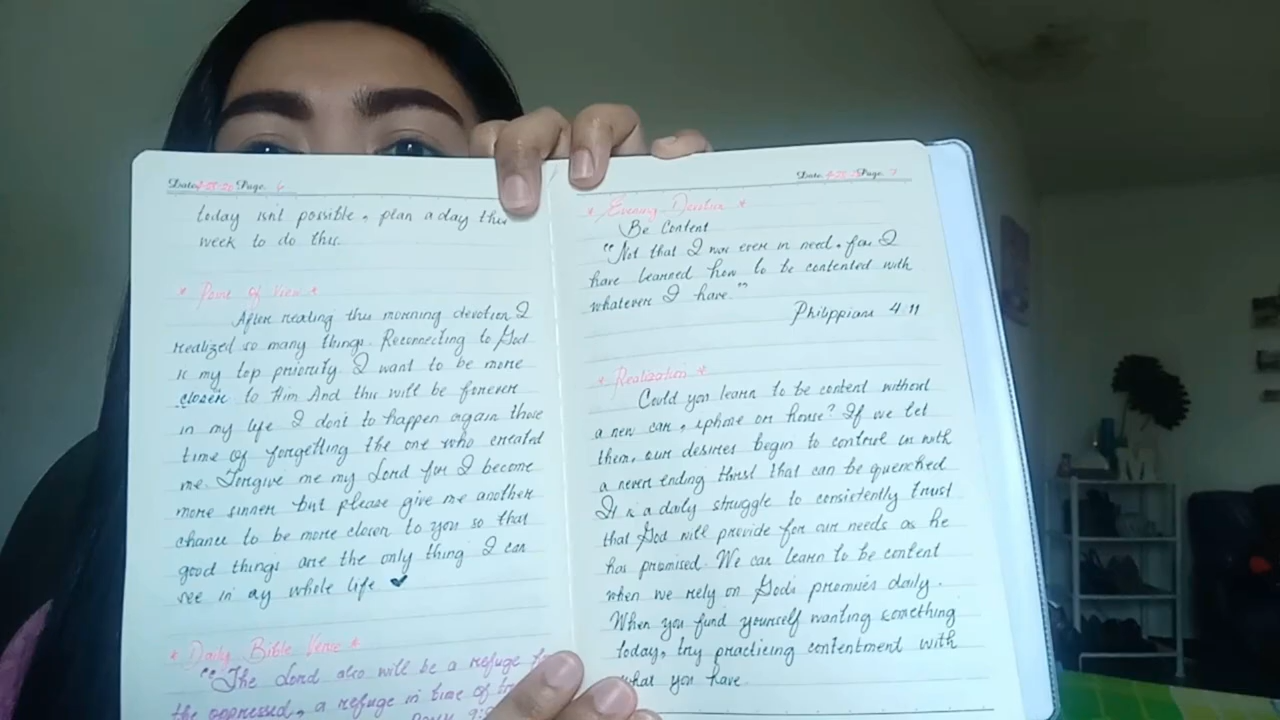 Date 4-28-20 Page. 6
today isn't possible, plan a day this
week to do this.
* Point of View *
After reading this morning devotion I
realized so many things. Reconnecting to God
is my top priority. I want to be more
closer to Him And this will be forever
in my life I don't to happen again those
time of forgetting the one who created
me. Forgive me my Lord for I become
more sinner but please give me another
chance to be more closer to you so that
good things are the only thing I can
see in ay whole life
* Daily Bible Verse *
"The Lord also will be a refuge
the oppressed, a refuge in time of
Date. Page. 7
* Evening Devotion *
Be Content
"Not that I was ever in need, for I
have learned how to be contented with
whatever I have."
Philippians 4:11
* Realization *
Could you learn to be content without
a new car, iphone or house? If we let
them, our desires begin to control us with
a never ending thirst that can be quenched
It is a daily struggle to consistently trust
that God will provide for our needs as he
has promised. We can learn to be content
when we rely on God's promises daily.
When you find yourself wanting something
today, try practicing contentment with
what you have.
M